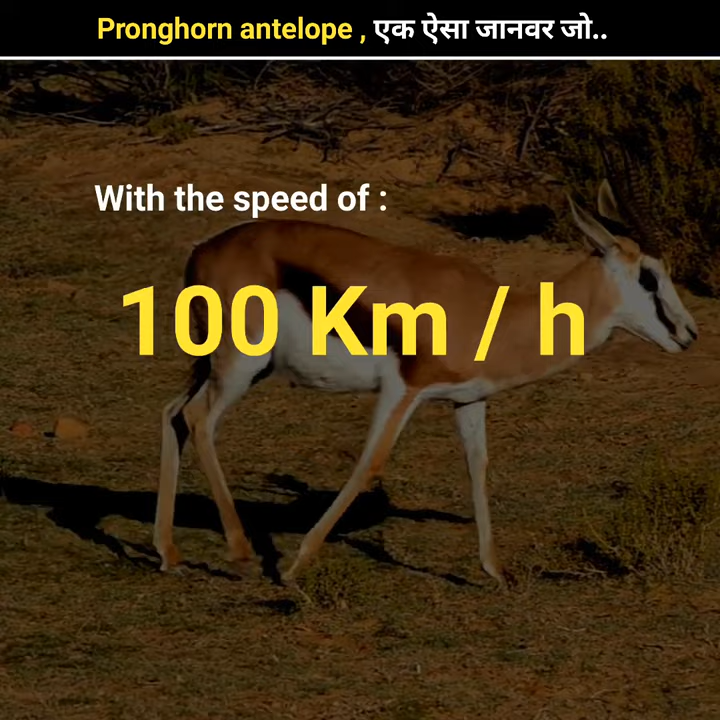 Pronghorn antelope , एक ऐसा जानवर जो..
With the speed of :
100 Km / h